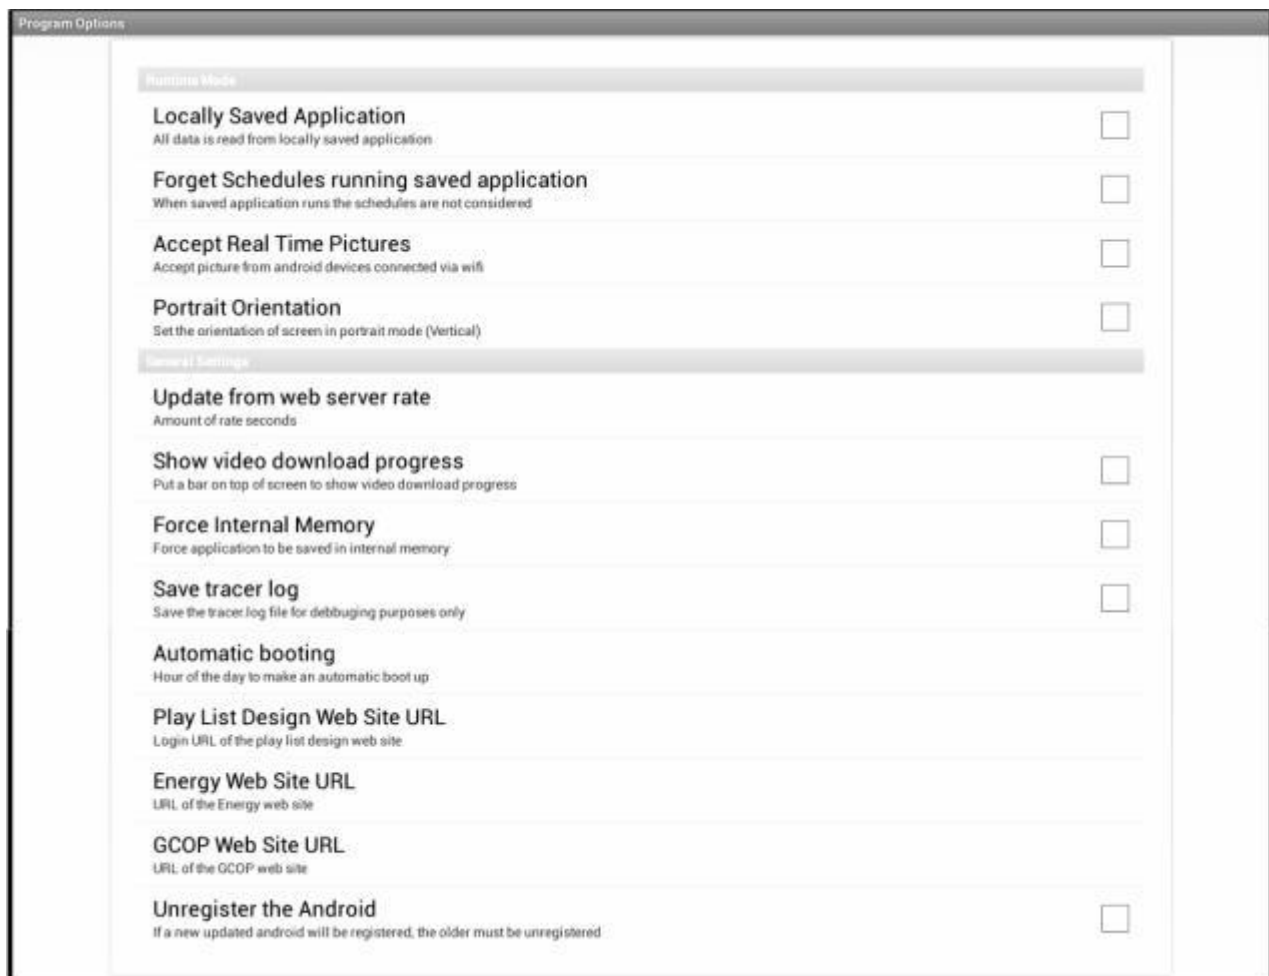 Program Options
Runtime Mode
Locally Saved Application
All data is read from locally saved application
Forget Schedules running saved application
When saved application runs the schedules are not considered
Accept Real Time Pictures
Accept picture from android devices connected via wifi
Portrait Orientation
Set the orientation of screen in portrait mode (Vertical)
General Settings
Update from web server rate
Amount of rate seconds
Show video download progress
Put a bar on top of screen to show video download progress
Force Internal Memory
Force application to be saved in internal memory
Save tracer log
Save the tracer.log file for debbuging purposes only
Automatic booting
Hour of the day to make an automatic boot up
Play List Design Web Site URL
Login URL of the play list design web site
Energy Web Site URL
URL of the Energy web site
GCOP Web Site URL
URL of the GCOP web site
Unregister the Android
If a new updated android will be registered, the older must be unregistered